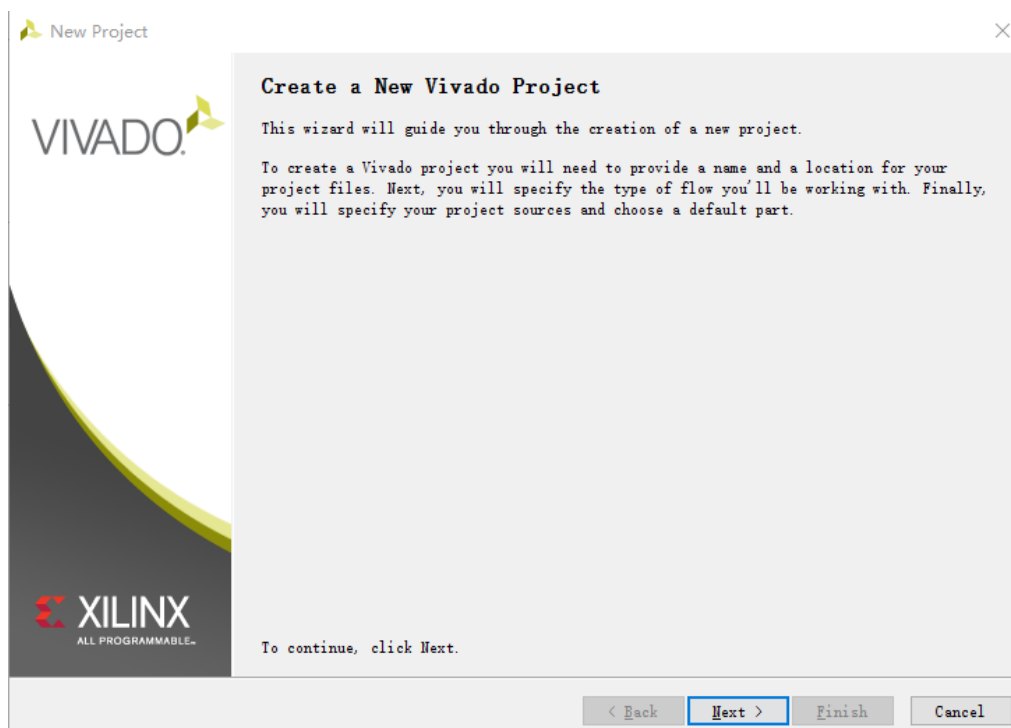 New Project
VIVADO.
Create a New Vivado Project
This wizard will guide you through the creation of a new project.
To create a Vivado project you will need to provide a name and a location for your
project files. Next, you will specify the type of flow you'll be working with. Finally,
you will specify your project sources and choose a default part.
XILINX
ALL PROGRAMMABLE™
To continue, click Next.
< Back
Next >
Finish
Cancel